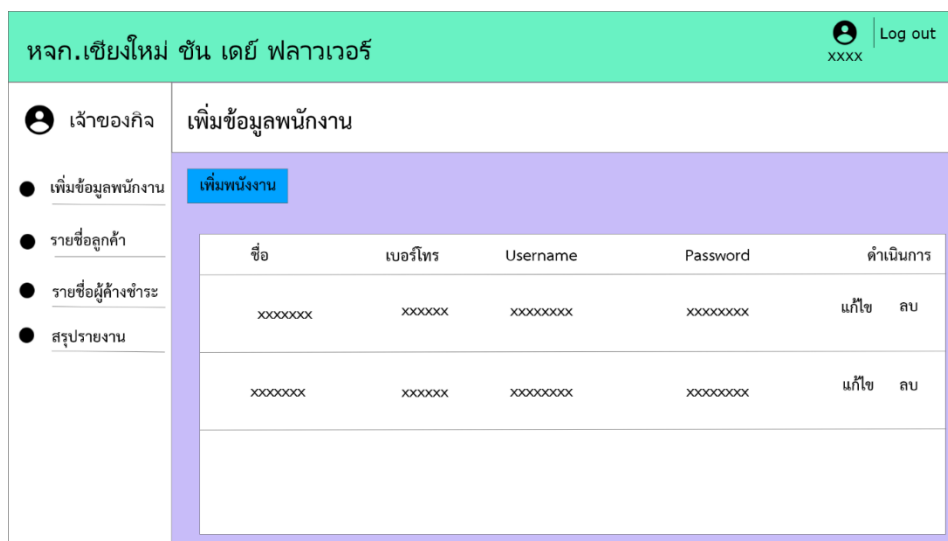 หจก.เชียงใหม่ ซัน เดย์ ฟลาวเวอร์
xxxx
Log out
เจ้าของกิจ
เพิ่มข้อมูลพนักงาน
รายชื่อลูกค้า
รายชื่อผู้ค้างชำระ
สรุปรายงาน
เพิ่มข้อมูลพนักงาน
เพิ่มพนังงาน
ชื่อ เบอร์โทร Username Password ดำเนินการ
xxxxxxx xxxxxx xxxxxxxx xxxxxxxx แก้ไข ลบ
xxxxxxx xxxxxx xxxxxxxx xxxxxxxx แก้ไข ลบ